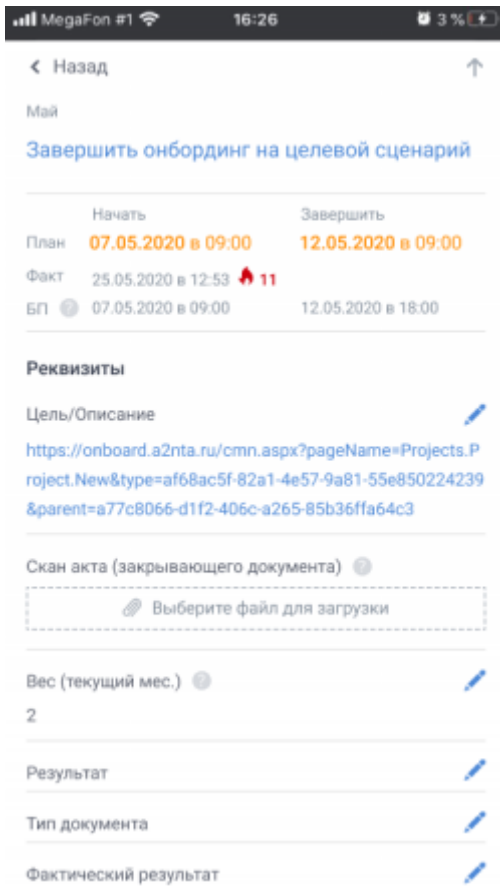 MegaFon #1 16:26 3 %
Назад
Май
Завершить онбординг на целевой сценарий
Начать Завершить
План 07.05.2020 в 09:00 12.05.2020 в 09:00
Факт 25.05.2020 в 12:53 11
БП ? 07.05.2020 в 09:00 12.05.2020 в 18:00
Реквизиты
Цель/Описание
https://onboard.a2nta.ru/cmn.aspx?pageName=Projects.P
roject.New&type=af68ac5f-82a1-4e57-9a81-55e850224239
&parent=a77c8066-d1f2-406c-a265-85b36ffa64c3
Скан акта (закрывающего документа) ?
Выберите файл для загрузки
Вес (текущий мес.) ?
2
Результат
Тип документа
Фактический результат